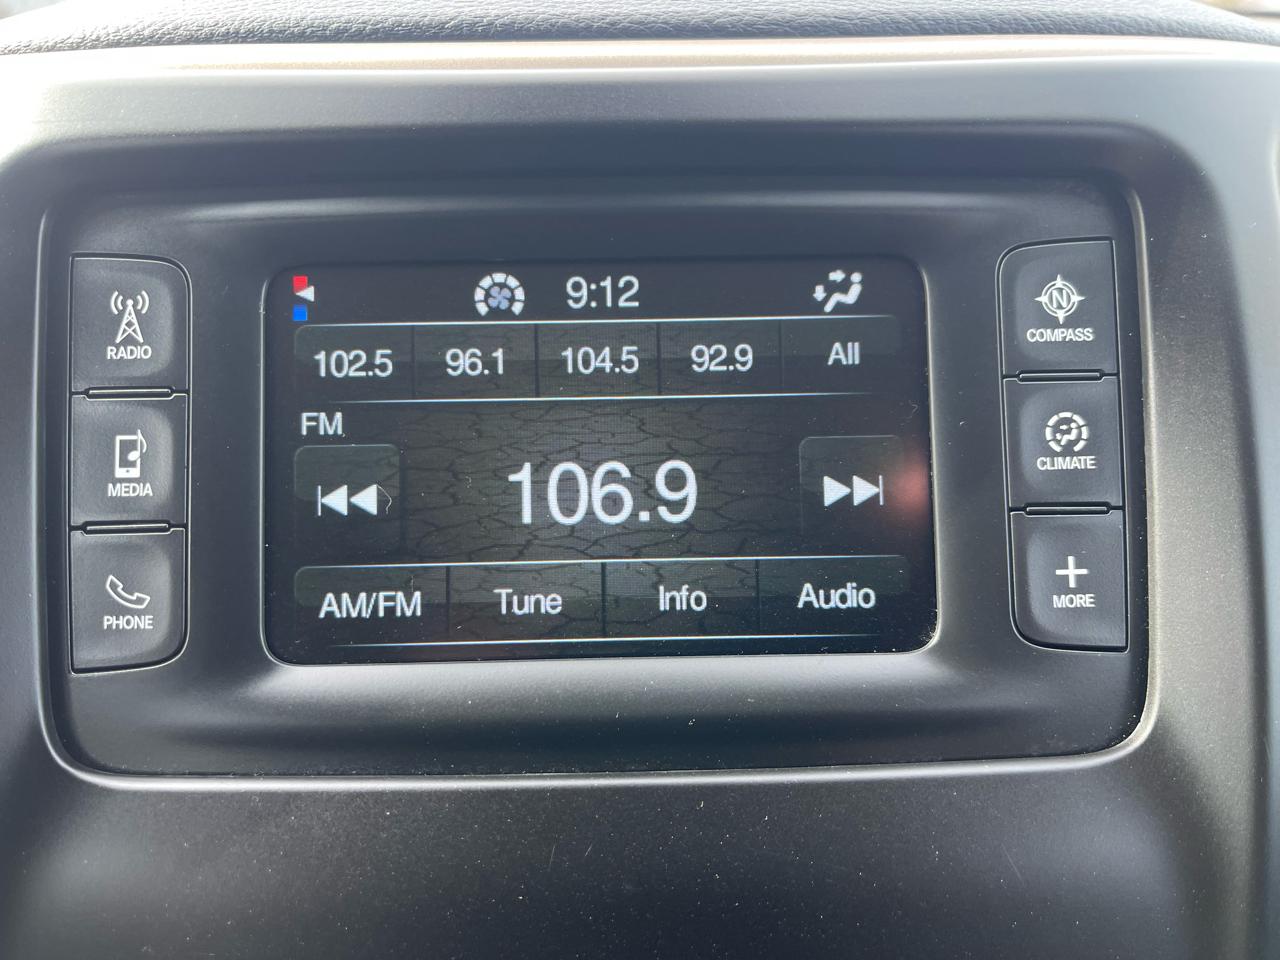 9:12
102.5 96.1 104.5 92.9 All
FM
106.9
AM/FM Tune Info Audio
RADIO
MEDIA
PHONE
N
COMPASS
CLIMATE
MORE